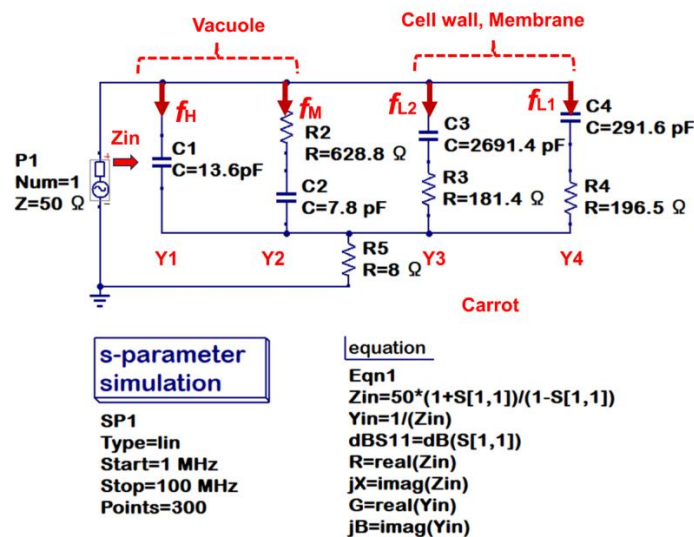 Vacuole
Cell wall, Membrane
fH
fM
fL2
fL1
Zin
P1
Num=1
Z=50 Ω
C1
C=13.6pF
R2
R=628.8 Ω
C2
C=7.8 pF
C3
C=2691.4 pF
R3
R=181.4 Ω
C4
C=291.6 pF
R4
R=196.5 Ω
Y1
Y2
R5
R=8 Ω
Y3
Y4
Carrot
s-parameter
simulation
SP1
Type=lin
Start=1 MHz
Stop=100 MHz
Points=300
equation
Eqn1
Zin=50*(1+S[1,1])/(1-S[1,1])
Yin=1/(Zin)
dBS11=dB(S[1,1])
R=real(Zin)
jX=imag(Zin)
G=real(Yin)
jB=imag(Yin)